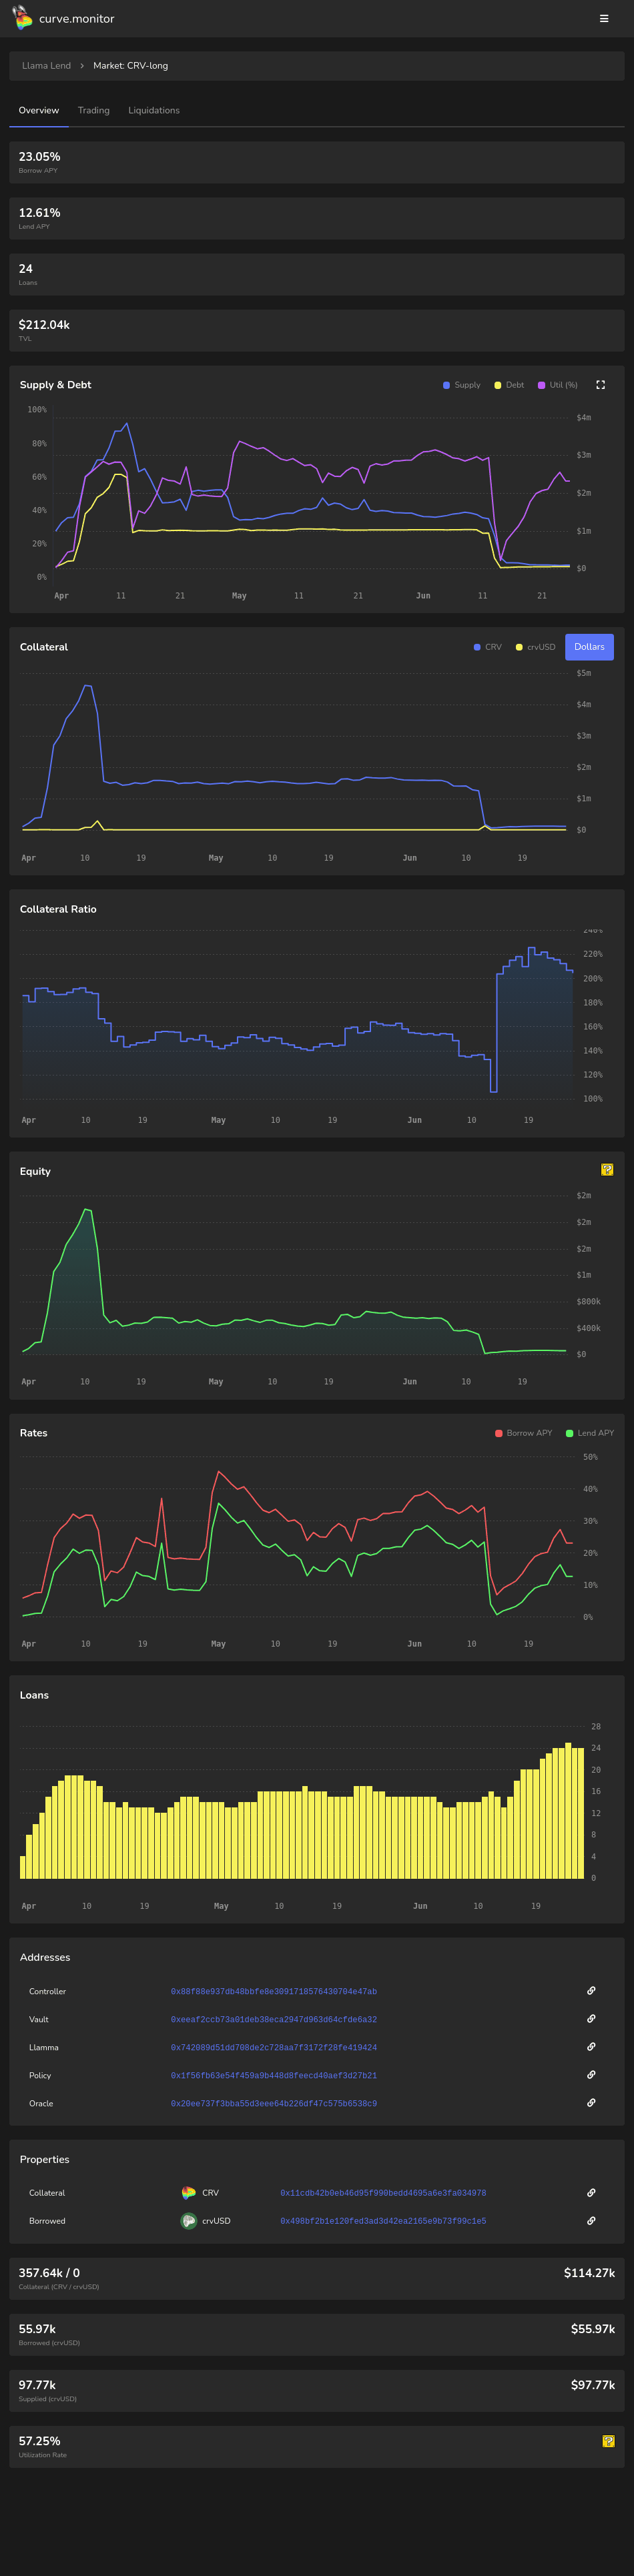 curve.monitor
Llama Lend > Market: CRV-long
Overview Trading Liquidations
23.05%
Borrow APY
12.61%
Lend APY
24
Loans
$212.04k
TVL
Supply & Debt Supply Debt Util (%)
100%
80%
60%
40%
20%
0%
$4m
$3m
$2m
$1m
$0
Apr 11 21 May 11 21 Jun 11 21
Collateral CRV crvUSD Dollars
$5m
$4m
$3m
$2m
$1m
$0
Apr 10 19 May 10 19 Jun 10 19
Collateral Ratio
240%
220%
200%
180%
160%
140%
120%
100%
Apr 10 19 May 10 19 Jun 10 19
Equity
$2m
$2m
$2m
$1m
$800k
$400k
$0
Apr 10 19 May 10 19 Jun 10 19
Rates Borrow APY Lend APY
50%
40%
30%
20%
10%
0%
Apr 10 19 May 10 19 Jun 10 19
Loans
28
24
20
16
12
8
4
0
Apr 10 19 May 10 19 Jun 10 19
Addresses
Controller 0x88f88e937db48bbfe8e3091718576430704e47ab
Vault 0xeeaf2ccb73a01deb38eca2947d963d64cfde6a32
Llamma 0x742089d51dd708de2c728aa7f3172f28fe419424
Policy 0x1f56fb63e54f459a9b448d8feecd40aef3d27b21
Oracle 0x20ee737f3bba55d3eee64b226df47c575b6538c9
Properties
Collateral CRV 0x11cdb42b0eb46d95f990bedd4695a6e3fa034978
Borrowed crvUSD 0x498bf2b1e120fed3ad3d42ea2165e9b73f99c1e5
357.64k / 0 $114.27k
Collateral (CRV / crvUSD)
55.97k $55.97k
Borrowed (crvUSD)
97.77k $97.77k
Supplied (crvUSD)
57.25%
Utilization Rate